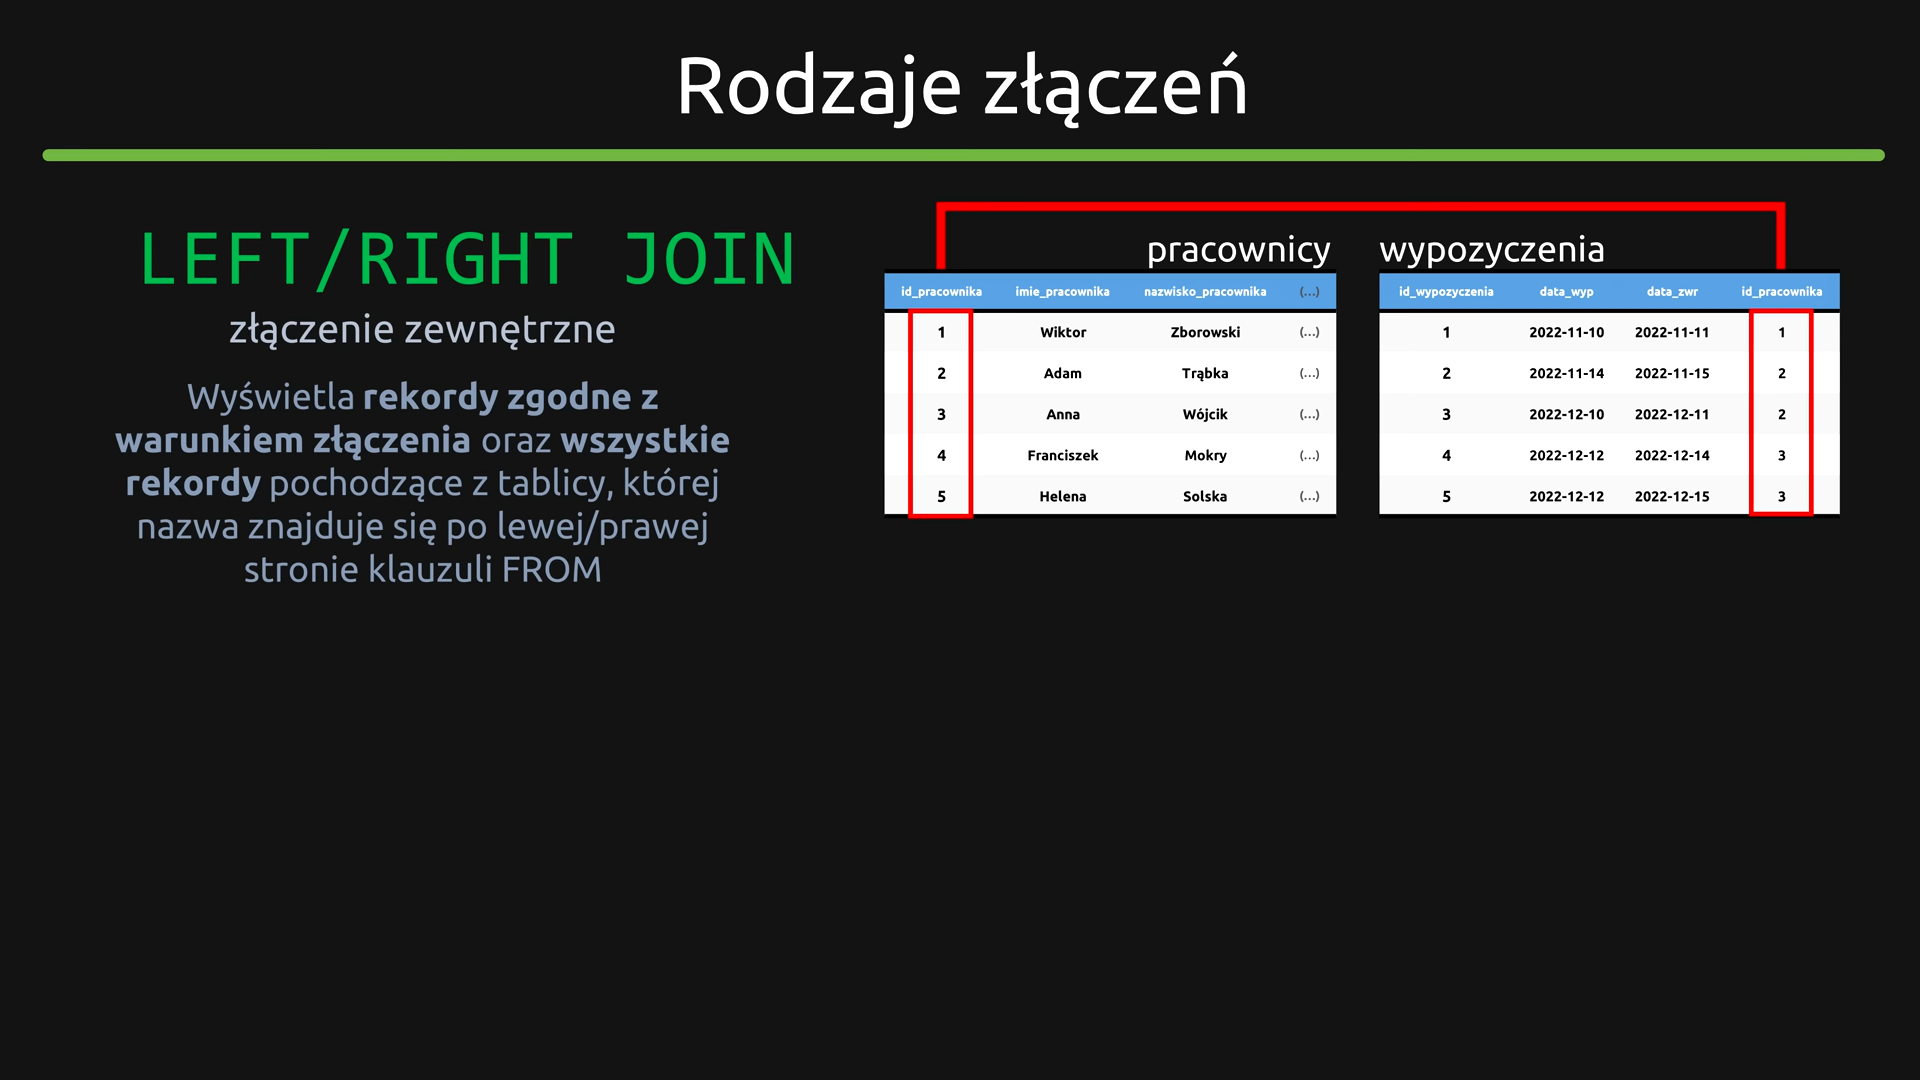 Rodzaje złączeń
LEFT/RIGHT JOIN
złączenie zewnętrzne
Wyświetla rekordy zgodne z
warunkiem złączenia oraz wszystkie
rekordy pochodzące z tablicy, której
nazwa znajduje się po lewej/prawej
stronie klauzuli FROM
pracownicy
id_pracownika imie_pracownika nazwisko_pracownika (...)
1 Wiktor Zborowski (...)
2 Adam Trąbka (...)
3 Anna Wójcik (...)
4 Franciszek Mokry (...)
5 Helena Solska (...)
wypozyczenia
id_wypozyczenia data_wyp data_zwr id_pracownika
1 2022-11-10 2022-11-11 1
2 2022-11-14 2022-11-15 2
3 2022-12-10 2022-12-11 2
4 2022-12-12 2022-12-14 3
5 2022-12-12 2022-12-15 3